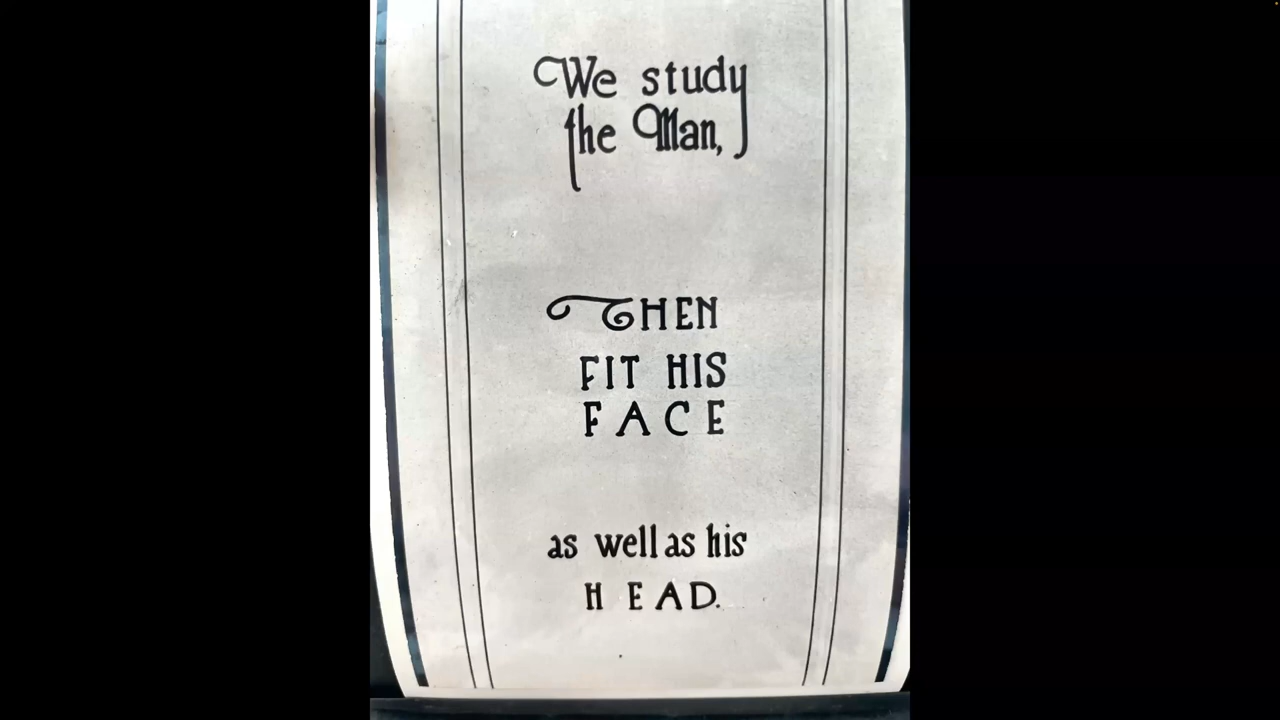 We study
the Man,
THEN
FIT HIS
FACE
as well as his
HEAD.